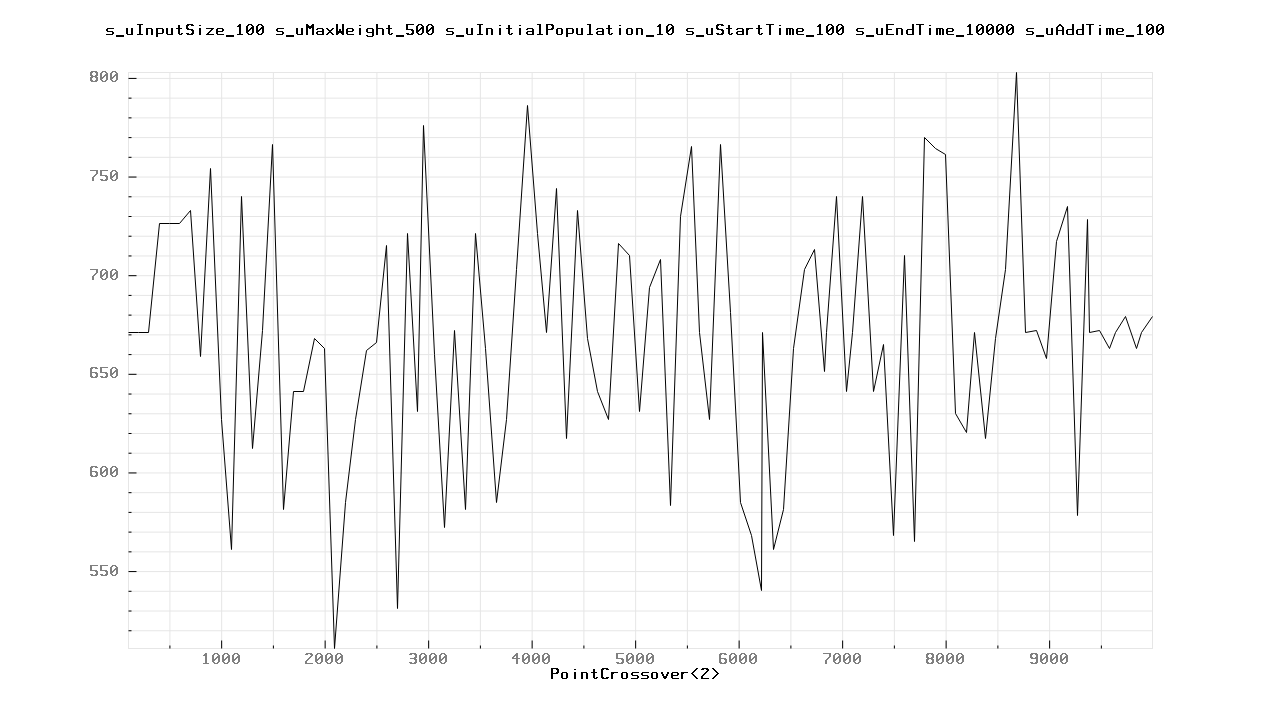 s_uInputSize_100 s_uMaxWeight_500 s_uInitialPopulation_10 s_uStartTime_100 s_uEndTime_10000 s_uAddTime_100
800
750
700
650
600
550
1000 2000 3000 4000 5000 6000 7000 8000 9000
PointCrossover<2>